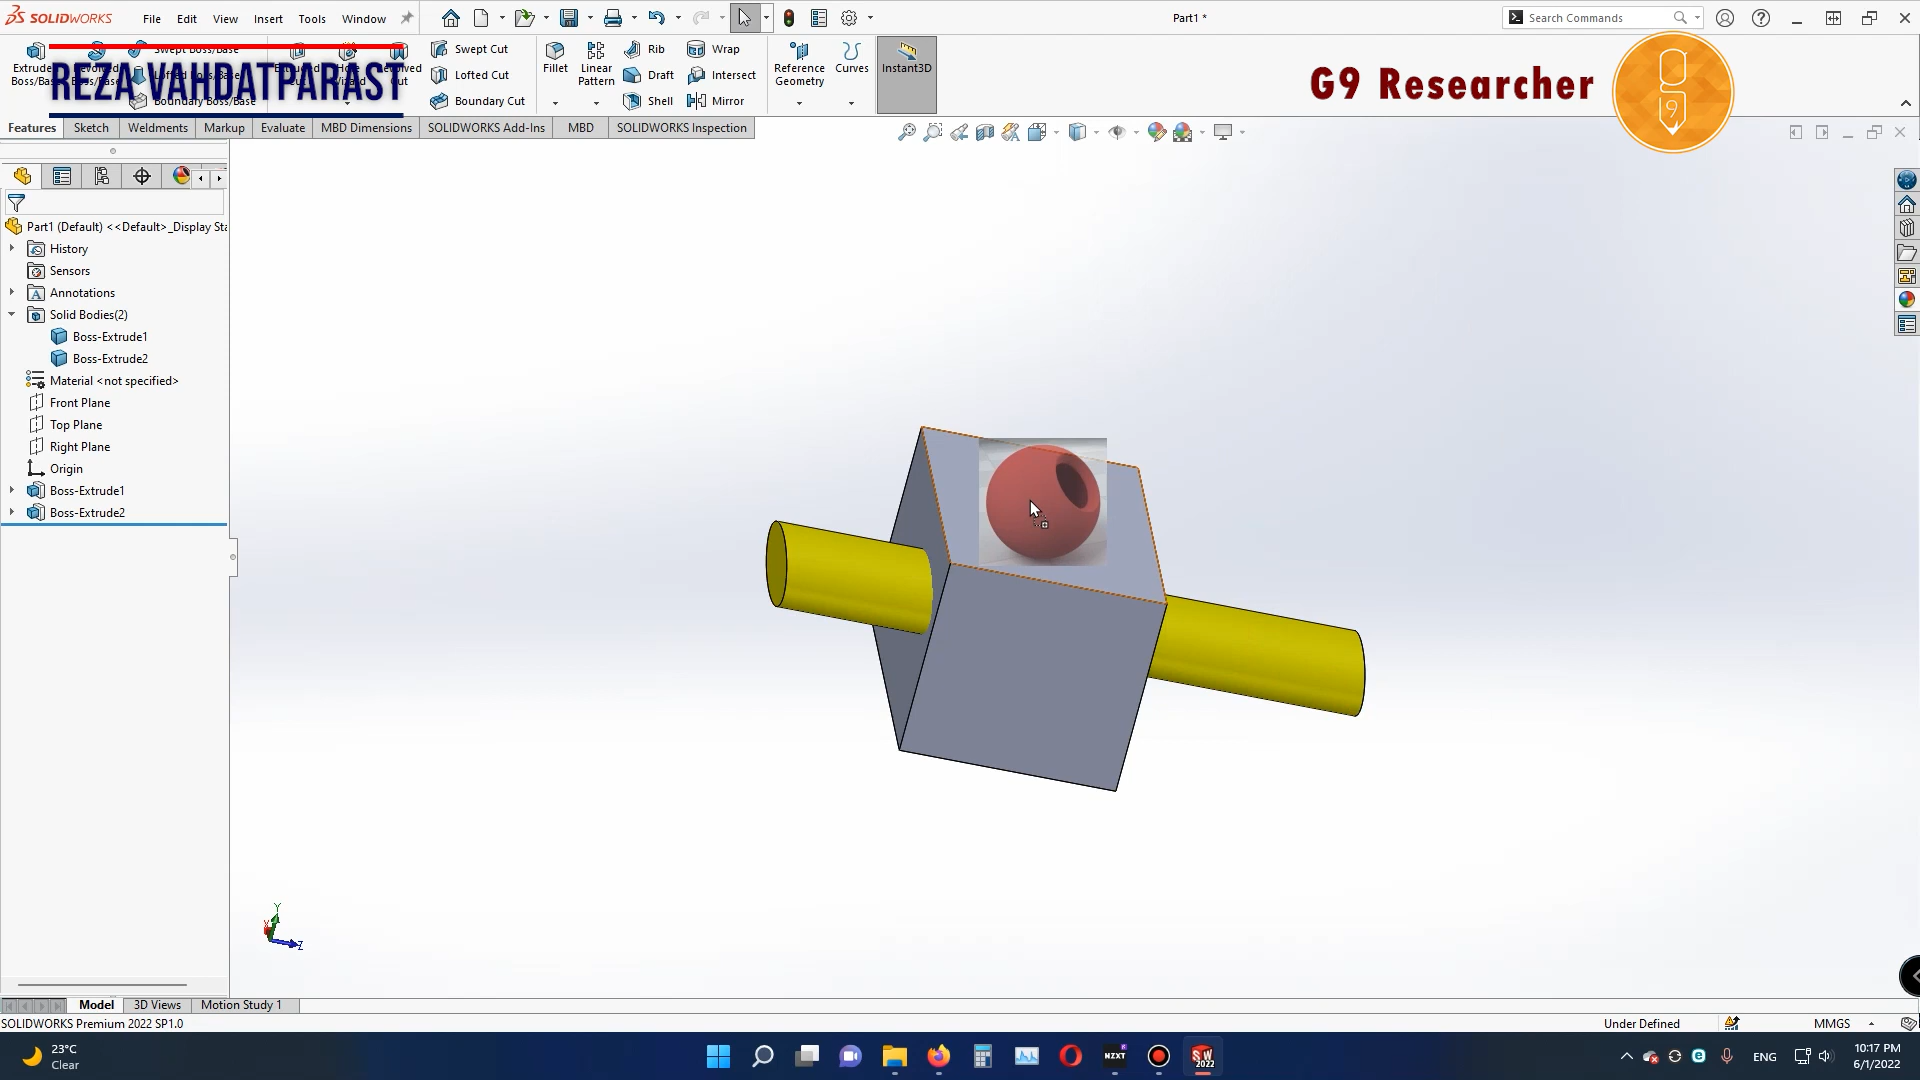 SOLIDWORKS
File
Edit
View
Insert
Tools
Window
Part1 *
Search Commands
Swept Cut
Lofted Cut
Boundary Cut
Fillet
Linear
Pattern
Rib
Draft
Shell
Wrap
Intersect
Mirror
Reference
Geometry
Curves
Instant3D
REZA VAHDATPARAST
G9 Researcher
Features
Sketch
Weldments
Markup
Evaluate
MBD Dimensions
SOLIDWORKS Add-Ins
MBD
SOLIDWORKS Inspection
Part1 (Default) <<Default>_Display Sta
History
Sensors
Annotations
Solid Bodies(2)
Boss-Extrude1
Boss-Extrude2
Material <not specified>
Front Plane
Top Plane
Right Plane
Origin
Boss-Extrude1
Boss-Extrude2
Y
X
Z
Model
3D Views
Motion Study 1
SOLIDWORKS Premium 2022 SP1.0
Under Defined
MMGS
23°C
Clear
NZXT
SW
2022
ENG
10:17 PM
6/1/2022